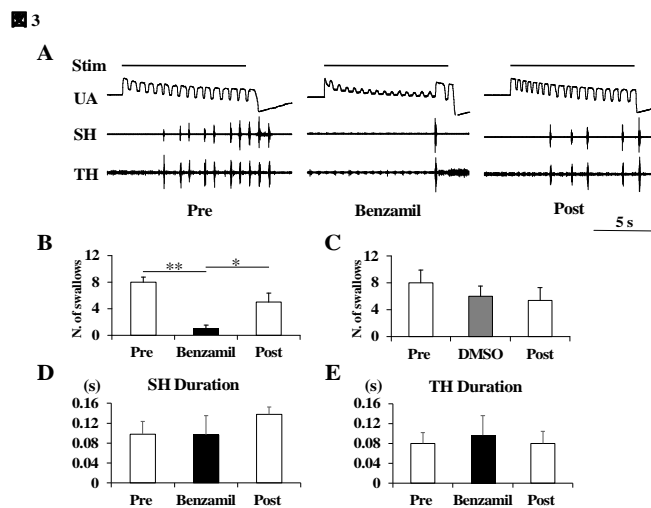 3
A
Stim
UA
SH
TH
Pre Benzamil Post
5 s
B C
N. of swallows
12
8
4
0
** *
Pre Benzamil Post
N. of swallows
12
8
4
0
Pre DMSO Post
D E
(s) SH Duration
0.16
0.12
0.08
0.04
0
Pre Benzamil Post
(s) TH Duration
0.16
0.12
0.08
0.04
0
Pre Benzamil Post